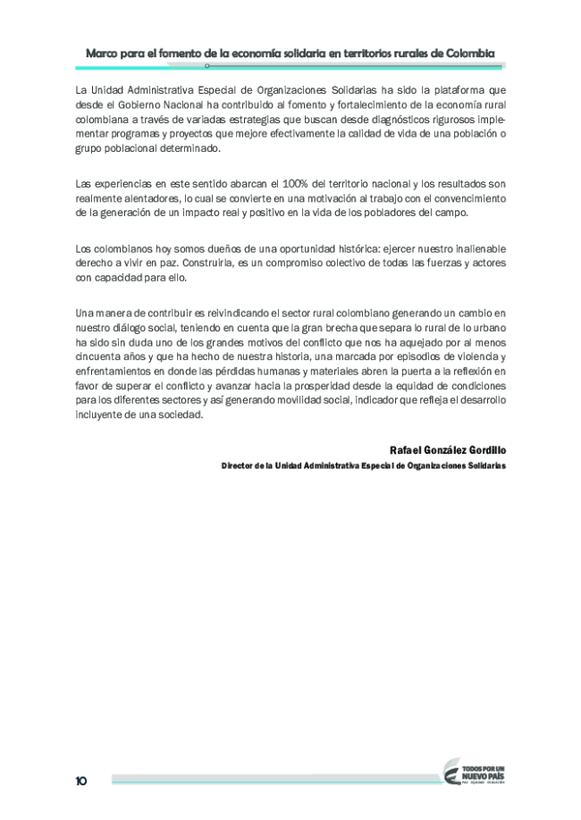 Marco para el fomento de la economía solidaria en territorios rurales de Colombia
La Unidad Administrativa Especial de Organizaciones Solidarias ha sido la plataforma que
desde el Gobierno Nacional ha contribuido al fomento y fortalecimiento de la economía rural
colombiana a través de variadas estrategias que buscan desde diagnósticos rigurosos imple-
mentar programas y proyectos que mejore efectivamente la calidad de vida de una población o
grupo poblacional determinado.
Las experiencias en este sentido abarcan el 100% del territorio nacional y los resultados son
realmente alentadores, lo cual se convierte en una motivación al trabajo con el convencimiento
de la generación de un impacto real y positivo en la vida de los pobladores del campo.
Los colombianos hoy somos dueños de una oportunidad histórica: ejercer nuestro inalienable
derecho a vivir en paz. Construirla, es un compromiso colectivo de todas las fuerzas y actores
con capacidad para ello.
Una manera de contribuir es reivindicando el sector rural colombiano generando un cambio en
nuestro diálogo social, teniendo en cuenta que la gran brecha que separa lo rural de lo urbano
ha sido sin duda uno de los grandes motivos del conflicto que nos ha aquejado por al menos
cincuenta años y que ha hecho de nuestra historia, una marcada por episodios de violencia y
enfrentamientos en donde las pérdidas humanas y materiales abren la puerta a la reflexión en
favor de superar el conflicto y avanzar hacia la prosperidad desde la equidad de condiciones
para los diferentes sectores y así generando movilidad social, indicador que refleja el desarrollo
incluyente de una sociedad.
Rafael González Gordillo
Director de la Unidad Administrativa Especial de Organizaciones Solidarias
10
TODOS POR UN
NUEVO PAÍS
PAZ EQUIDAD EDUCACIÓN